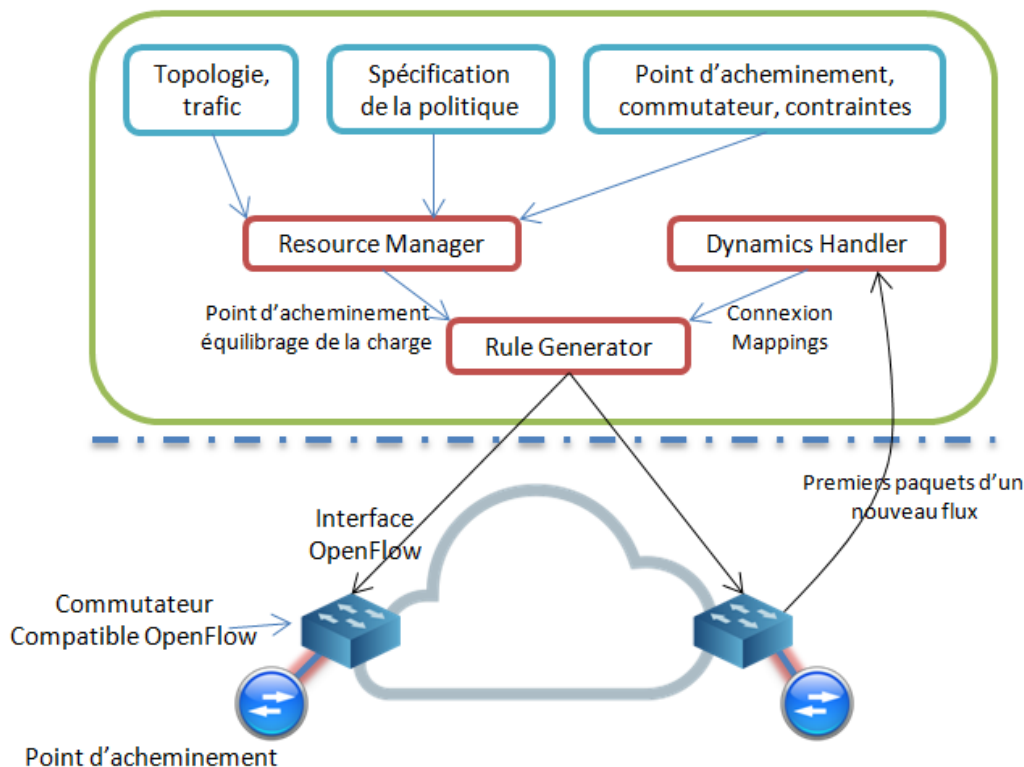 Topologie,
trafic
Spécification
de la politique
Point d'acheminement,
commutateur, contraintes
Resource Manager
Dynamics Handler
Point d'acheminement
équilibrage de la charge
Rule Generator
Connexion
Mappings
Premiers paquets d'un
nouveau flux
Interface
OpenFlow
Commutateur
Compatible OpenFlow
Point d'acheminement